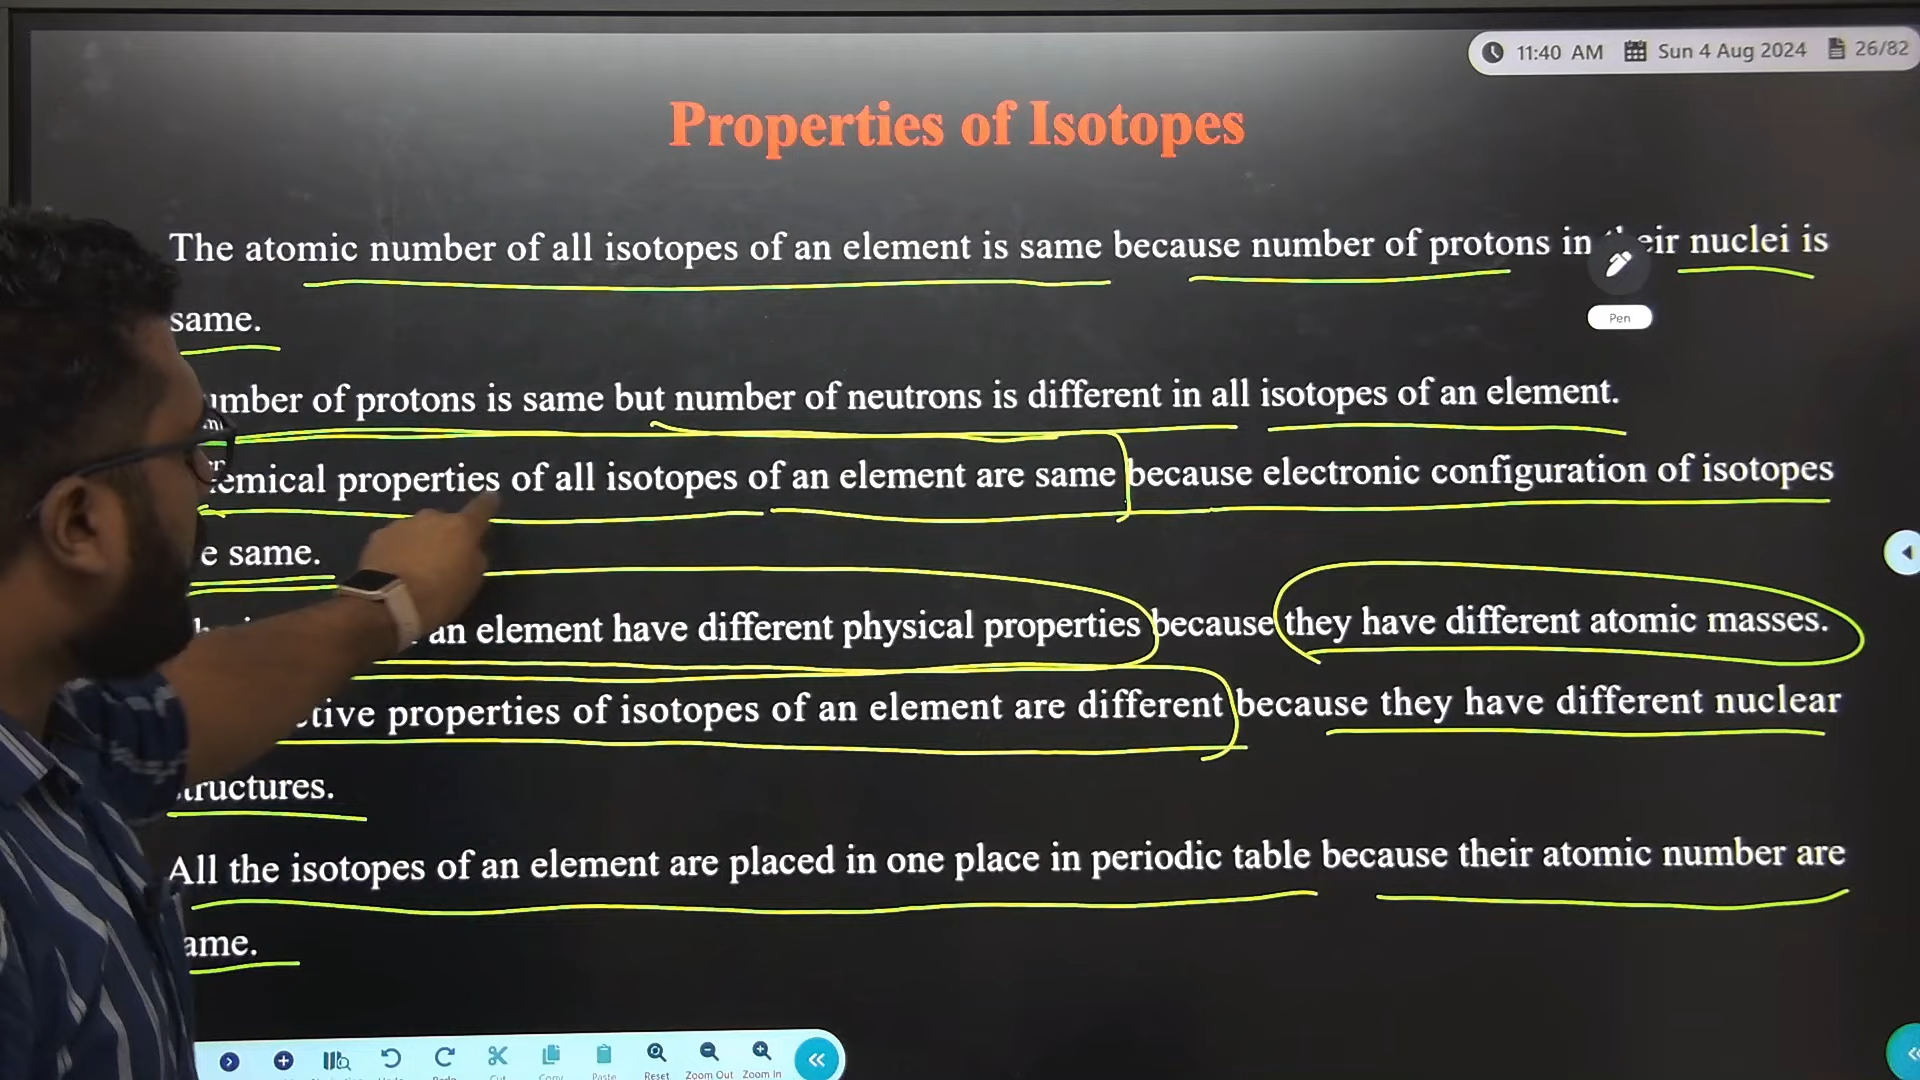 11:40 AM Sun 4 Aug 2024 26/82
Properties of Isotopes
The atomic number of all isotopes of an element is same because number of protons in their nuclei is
same.
Pen
umber of protons is same but number of neutrons is different in all isotopes of an element.
emical properties of all isotopes of an element are same because electronic configuration of isotopes
e same.
an element have different physical properties because they have different atomic masses.
ctive properties of isotopes of an element are different because they have different nuclear
tructures.
All the isotopes of an element are placed in one place in periodic table because their atomic number are
ame.
Reset Zoom Out Zoom In